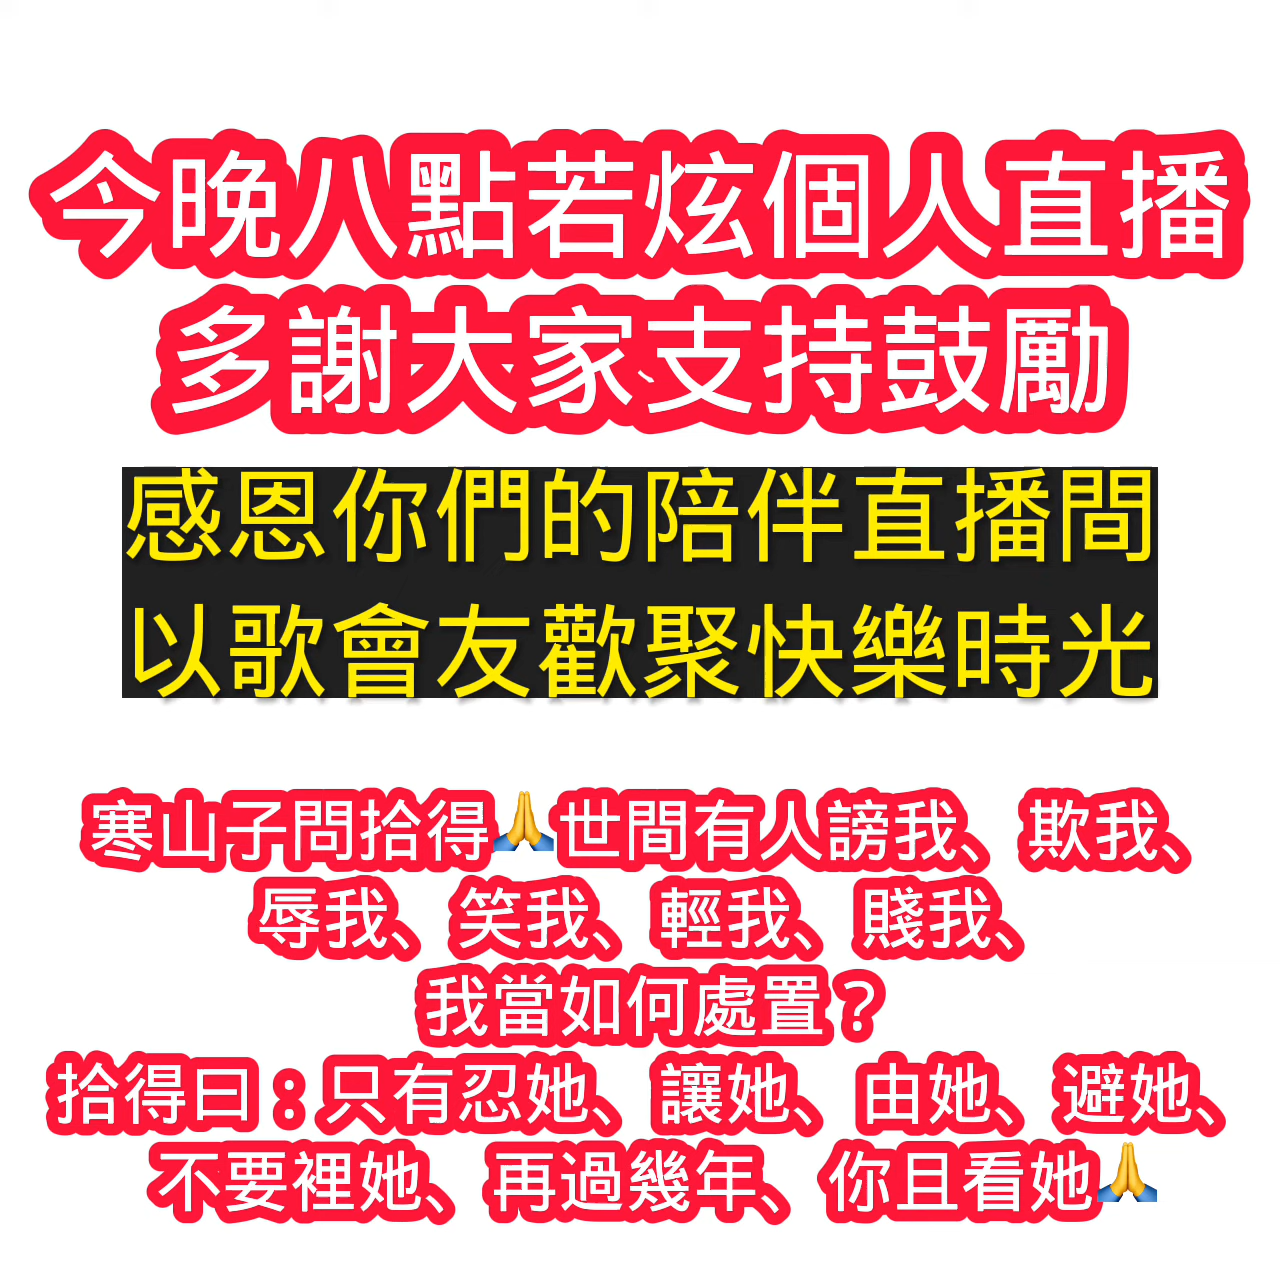 今晚八點若炫個人直播
多謝大家支持鼓勵
感恩你們的陪伴直播間
以歌會友歡聚快樂時光
寒山子問拾得🙏世間有人謗我、欺我、
辱我、笑我、輕我、賤我、
我當如何處置？
拾得曰：只有忍她、讓她、由她、避她、
不要裡她、再過幾年、你且看她🙏